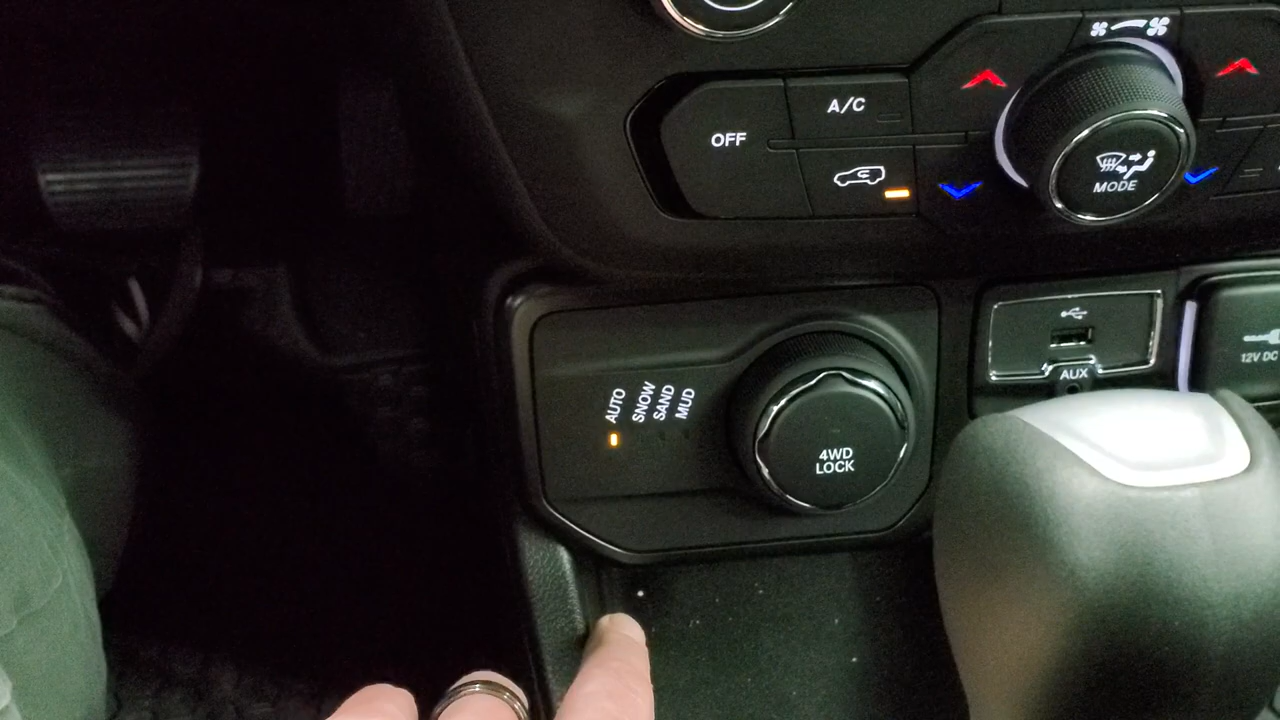 OFF
A/C
MODE
AUTO
SNOW
SAND
MUD
4WD
LOCK
AUX
12V DC